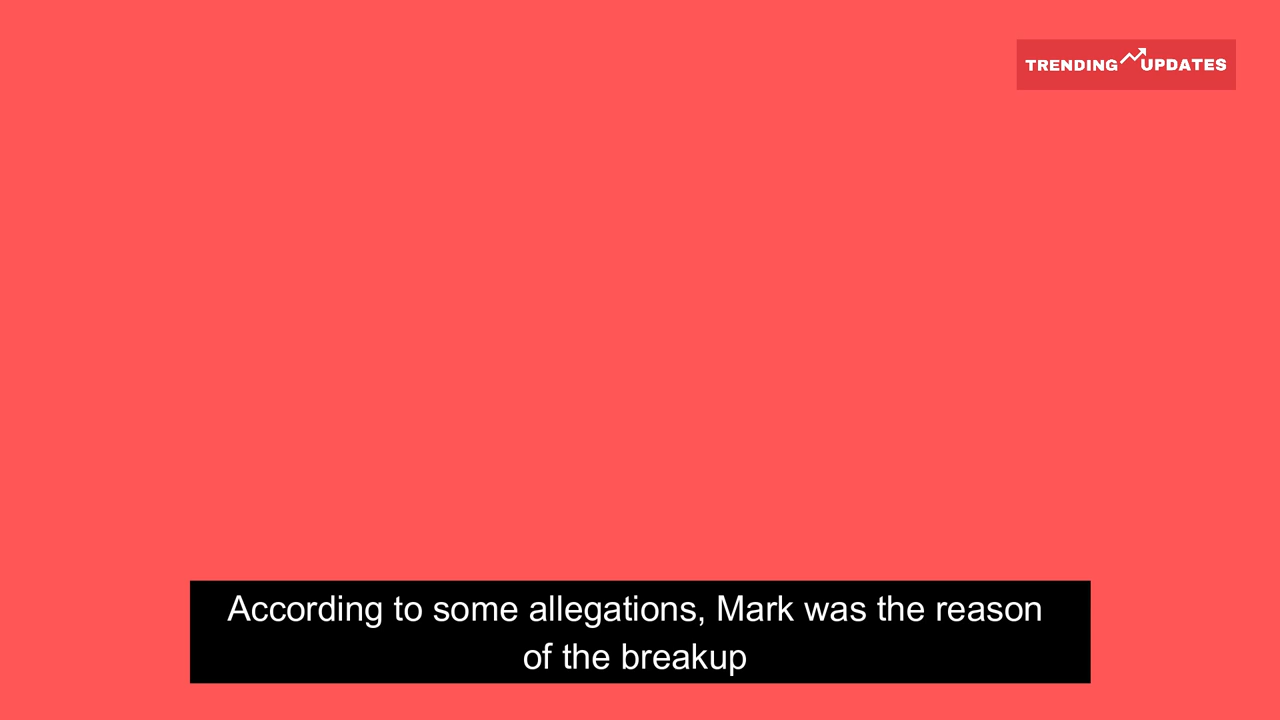 TRENDING UPDATES
According to some allegations, Mark was the reason
of the breakup